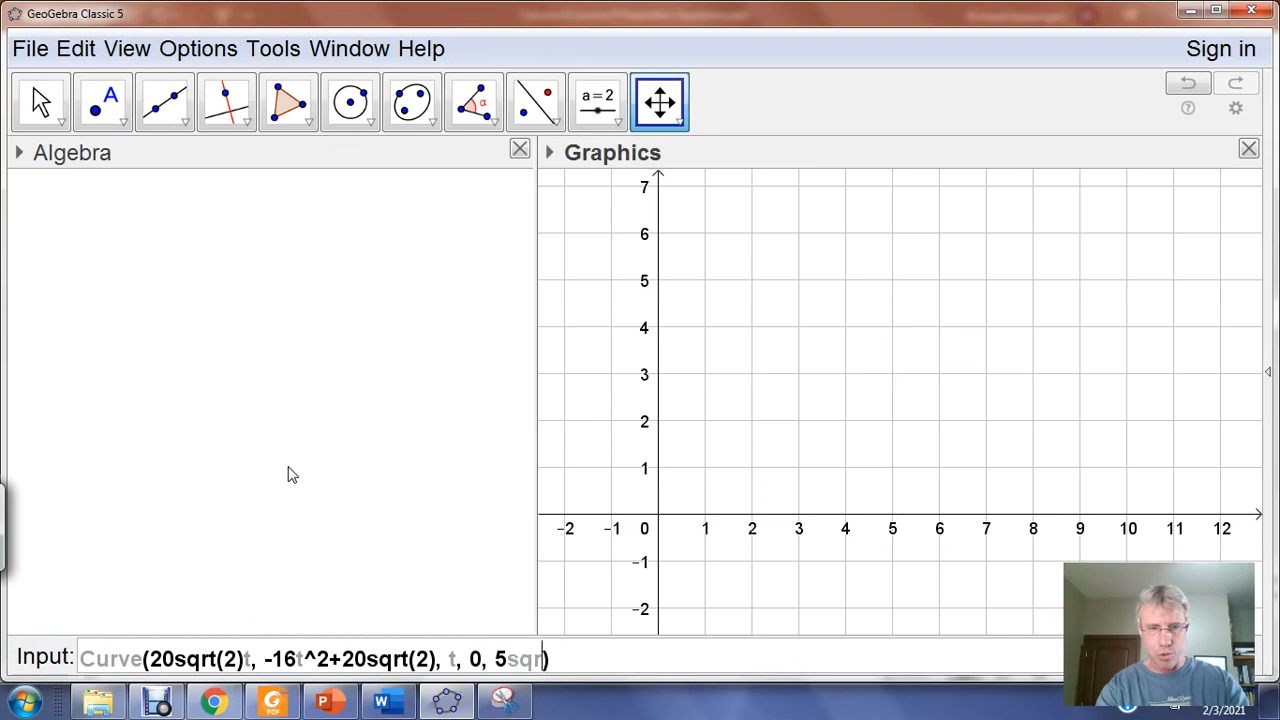 GeoGebra Classic 5
File Edit View Options Tools Window Help
Sign in
A
α
a=2
Algebra
Graphics
7
6
5
4
3
2
1
−2 −1 0 1 2 3 4 5 6 7 8 9 10 11 12
−1
−2
Input: Curve(20sqrt(2)t, -16t^2+20sqrt(2), t, 0, 5sqr)
PDF
P
W
2/3/2021